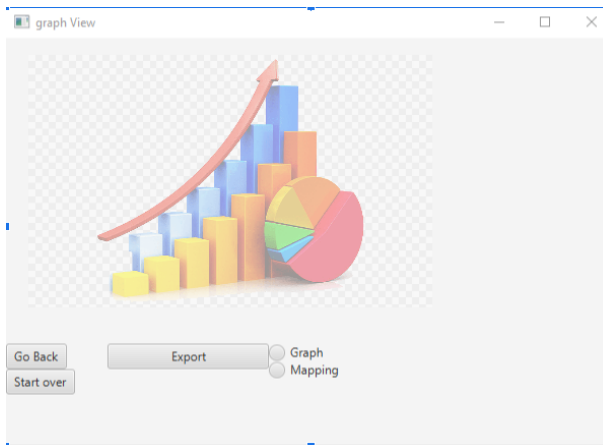 graph View
Go Back
Export
Graph
Mapping
Start over